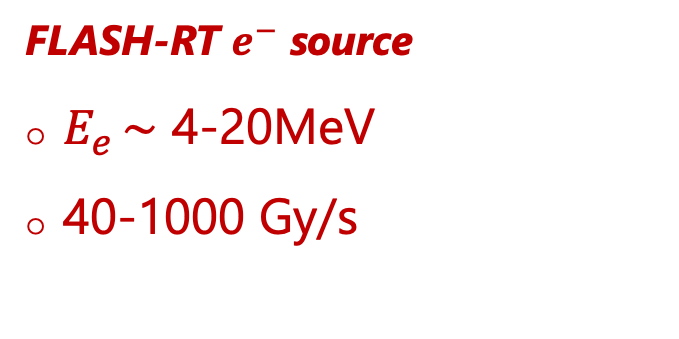 FLASH-RT e⁻ source
○ Eₑ ~ 4-20MeV
○ 40-1000 Gy/s